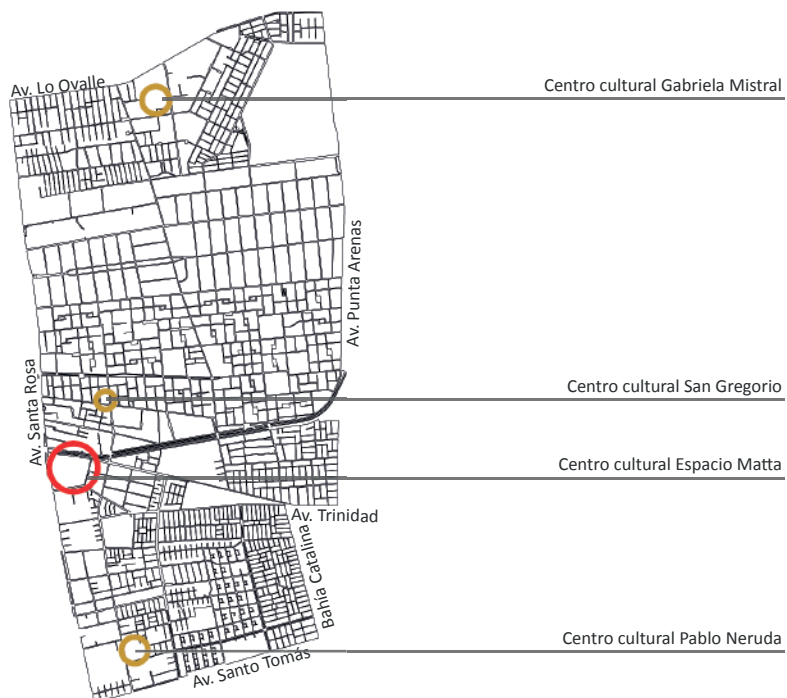 Av. Lo Ovalle
Centro cultural Gabriela Mistral
Av. Punta Arenas
Av. Santa Rosa
Centro cultural San Gregorio
Centro cultural Espacio Matta
Av. Trinidad
Bahía Catalina
Centro cultural Pablo Neruda
Av. Santo Tomás